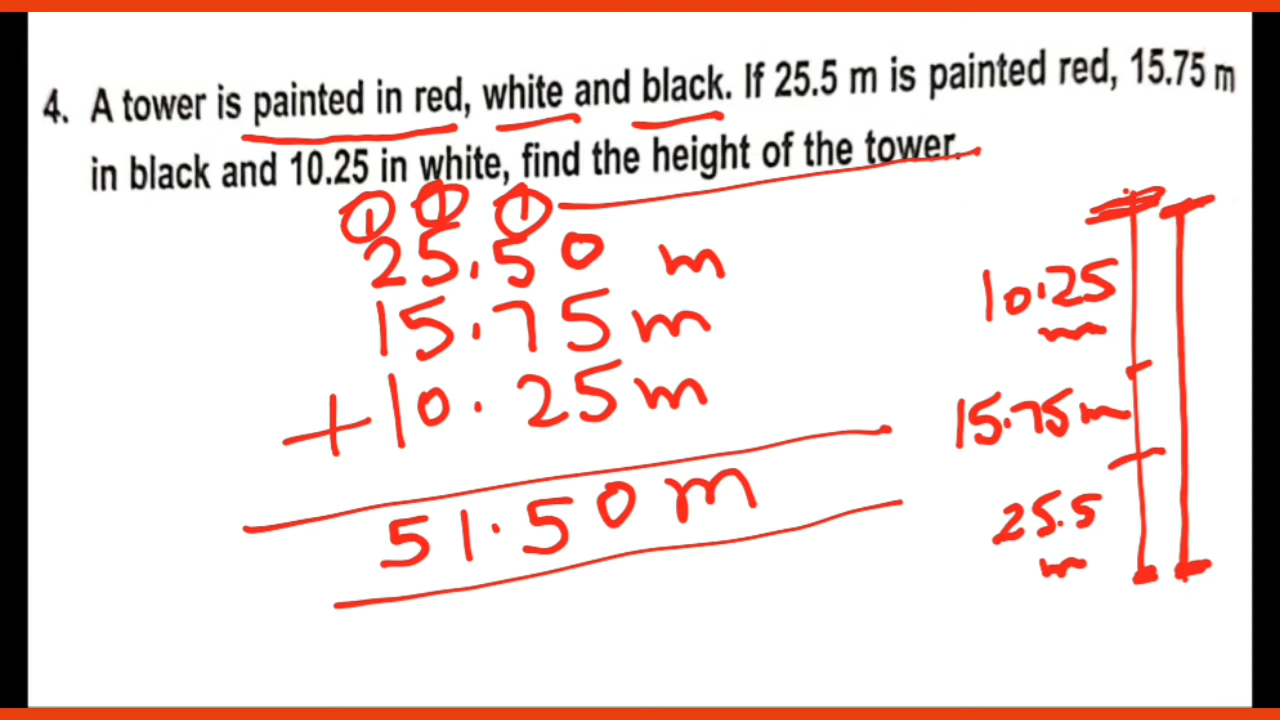 4. A tower is painted in red, white and black. If 25.5 m is painted red, 15.75 m
in black and 10.25 in white, find the height of the tower.
1 1 1
25.50 m
15.75 m
+10.25 m
51.50 m
10.25
m
15.75 m
25.5
m